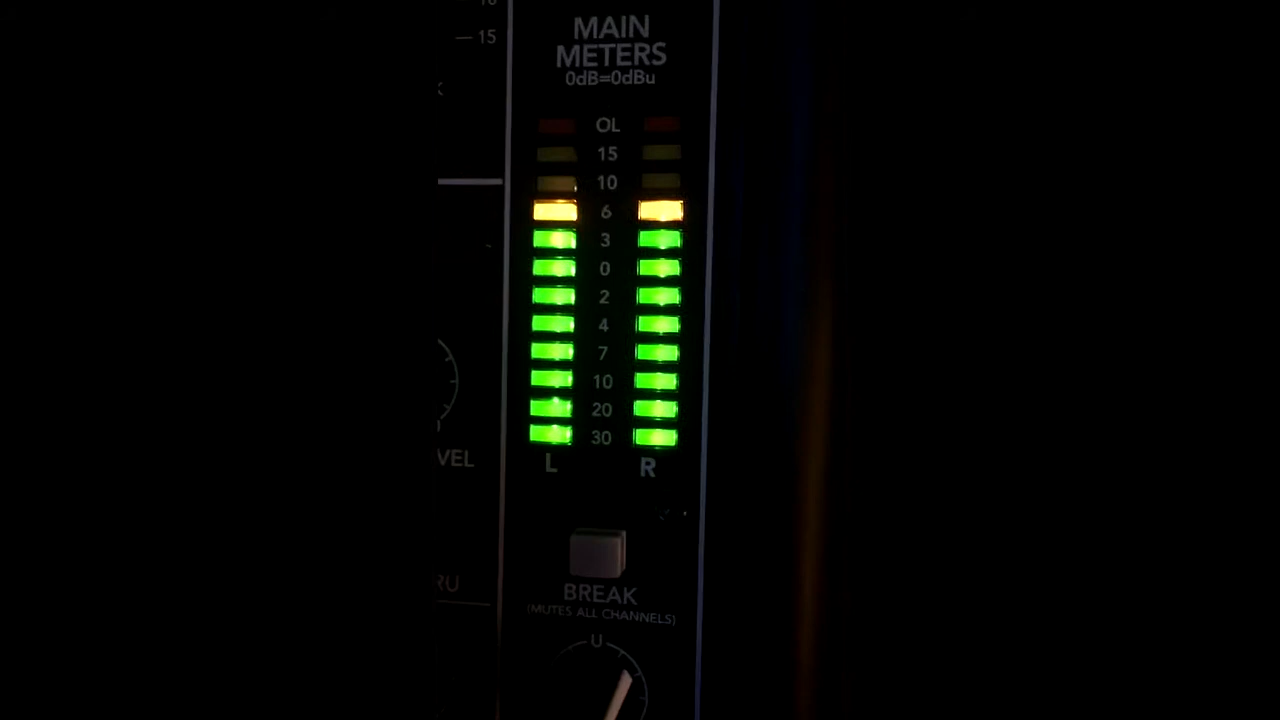 15
MAIN
METERS
0dB=0dBu
OL
15
10
6
3
0
2
4
7
10
20
30
L R
VEL
BREAK
RU
(MUTES ALL CHANNELS)
U